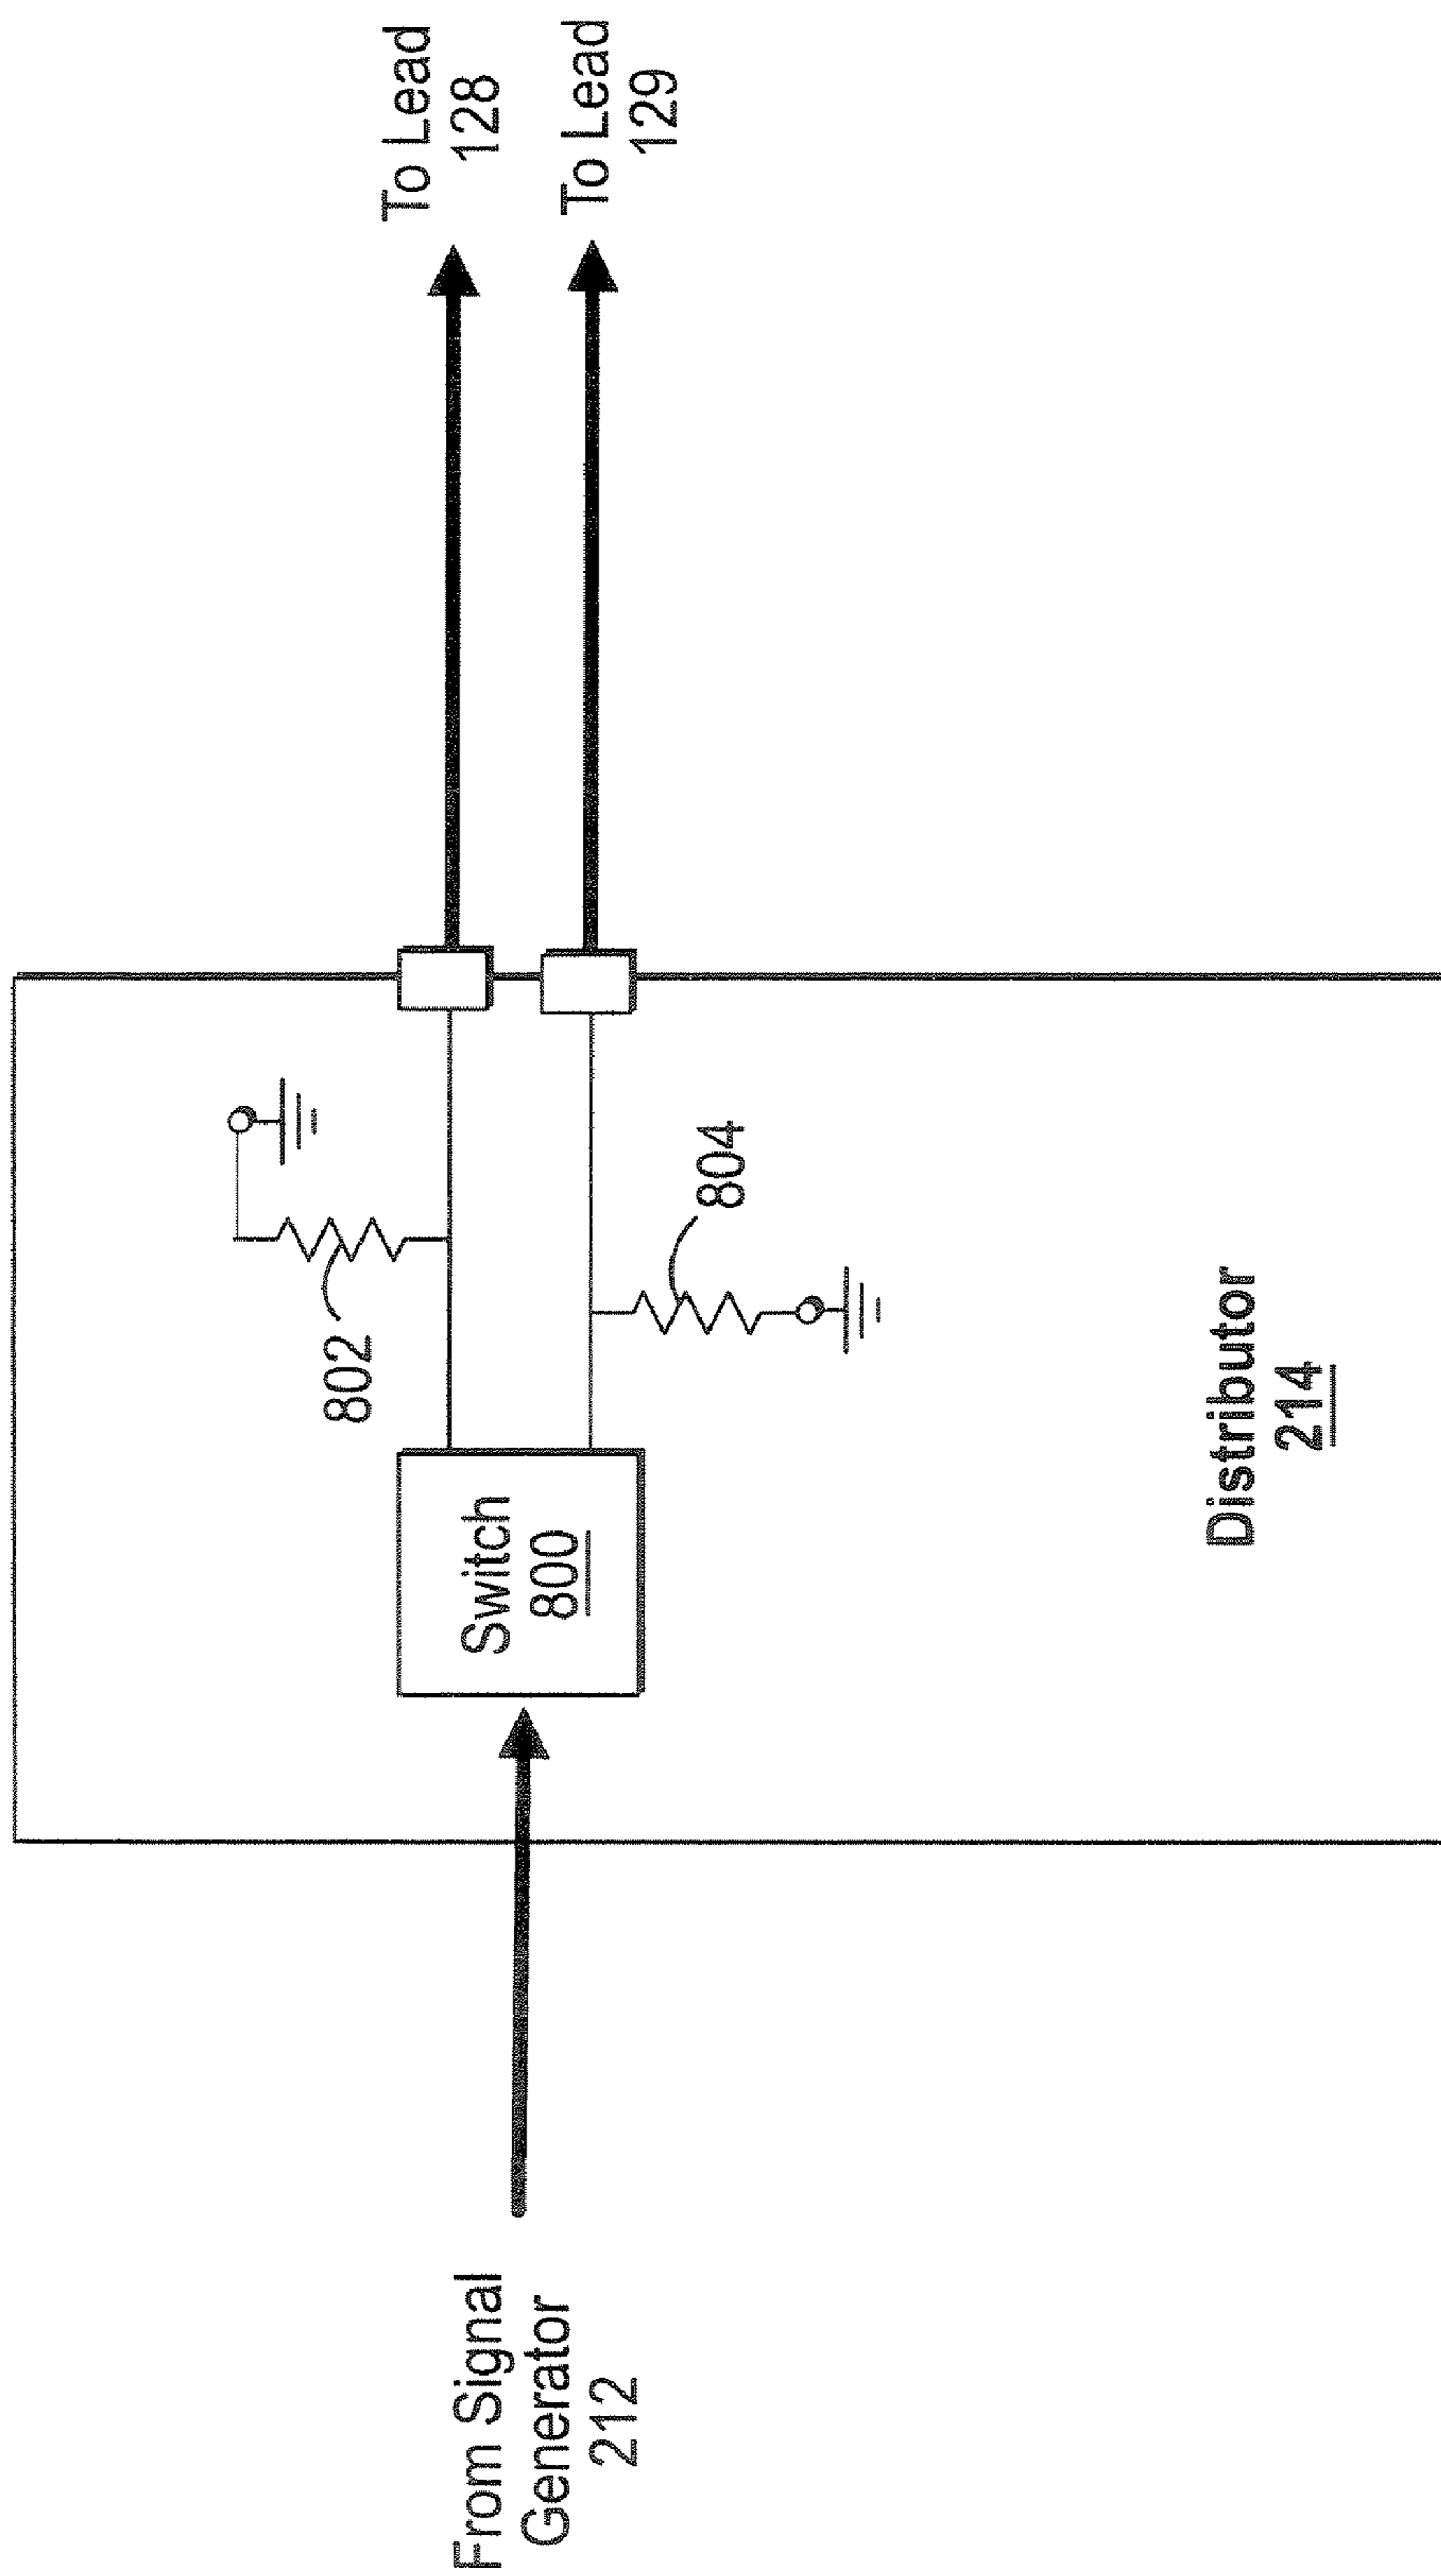 From Signal
Generator
212
Switch
800
802
804
To Lead
128
To Lead
129
Distributor
214